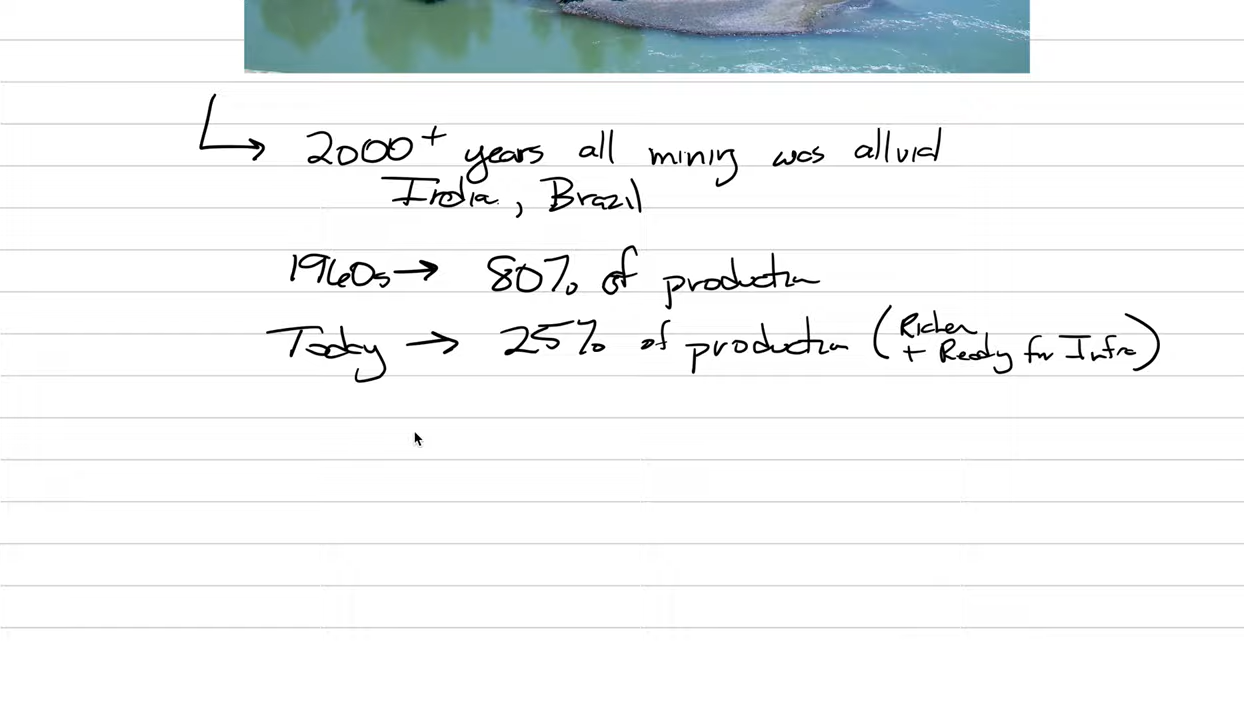 2000+ years all mining was alluvial
India, Brazil
1960s → 80% of production
Today → 25% of production (Richer
+ Ready for Infra)